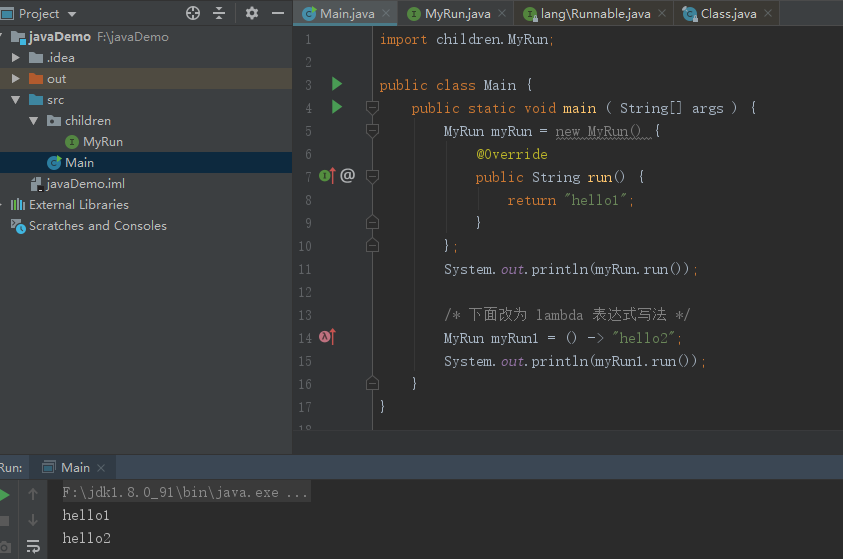 Project
Main.java
MyRun.java
lang\Runnable.java
Class.java
javaDemo F:\javaDemo
.idea
out
src
children
MyRun
Main
javaDemo.iml
External Libraries
Scratches and Consoles
1 import children.MyRun;
2
3 public class Main {
4 public static void main ( String[] args ) {
5 MyRun myRun = new MyRun() {
6 @Override
7 public String run() {
8 return "hello1";
9 }
10 };
11 System.out.println(myRun.run());
12
13 /* 下面改为 lambda 表达式写法 */
14 MyRun myRun1 = () -> "hello2";
15 System.out.println(myRun1.run());
16 }
17 }
18
Run: Main
F:\jdk1.8.0_91\bin\java.exe ...
hello1
hello2